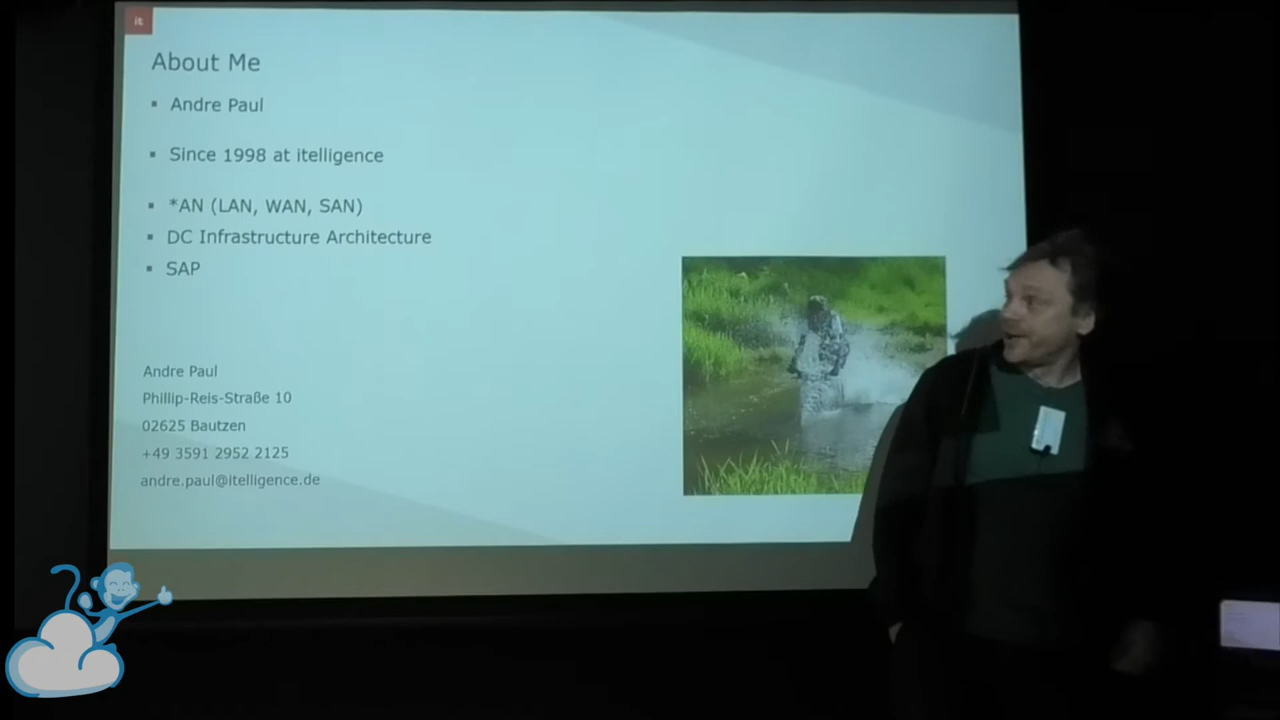 it
About Me
▪ Andre Paul
▪ Since 1998 at itelligence
▪ *AN (LAN, WAN, SAN)
▪ DC Infrastructure Architecture
▪ SAP
Andre Paul
Phillip-Reis-Straße 10
02625 Bautzen
+49 3591 2952 2125
andre.paul@itelligence.de